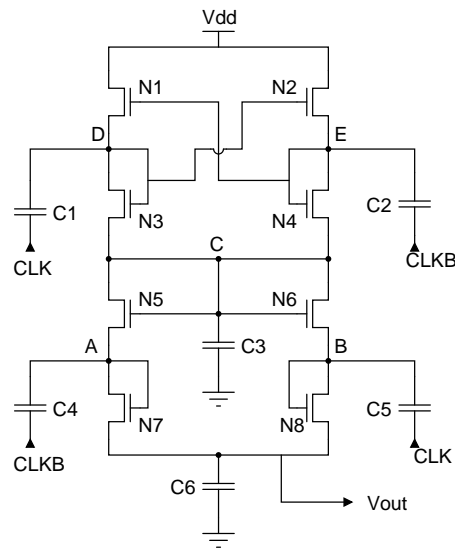 Vdd
N1 N2
D E
C1 N3 N4 C2
CLK CLKB
C
N5 N6
A C3 B
C4 N7 N8 C5
CLKB CLK
C6 Vout